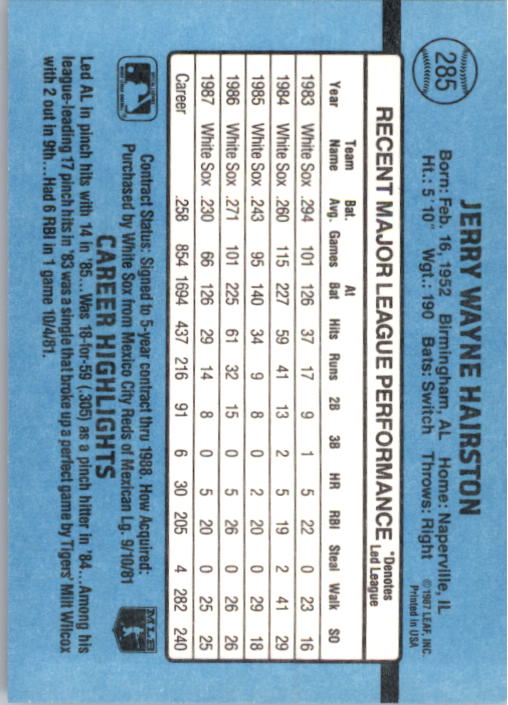 285
JERRY WAYNE HAIRSTON
Born: Feb. 16, 1952 Birmingham, AL Home: Naperville, IL
Ht.: 5'10" Wgt.: 190 Bats: Switch Throws: Right
©1987 LEAF, INC.
Printed in USA
RECENT MAJOR LEAGUE PERFORMANCE *Denotes Led League
Year Team Name Bat. Avg. Games At Bat Hits Runs 2B 3B HR RBI Steal Walk SO
1983 White Sox .294 101 126 37 17 9 1 5 22 0 23 16
1984 White Sox .260 115 227 59 41 13 2 5 19 2 41 29
1985 White Sox .243 95 140 34 9 8 0 2 20 0 29 18
1986 White Sox .271 101 225 61 32 15 0 5 26 0 26 26
1987 White Sox .230 66 126 29 14 8 0 5 20 0 25 25
Career .258 854 1694 437 216 91 6 30 205 4 282 240
Contract Status: Signed to 5-year contract thru 1988. How Acquired:
Purchased by White Sox from Mexico City Reds of Mexican Lg. 9/10/81
MLB
CAREER HIGHLIGHTS
Led AL in pinch hits with 14 in '85...Was 18-for-59 (.305) as a pinch hitter in '84...Among his
league-leading 17 pinch hits in '83 was a single that broke up a perfect game by Tigers' Milt Wilcox
with 2 out in 9th...Had 6 RBI in 1 game 10/4/81.